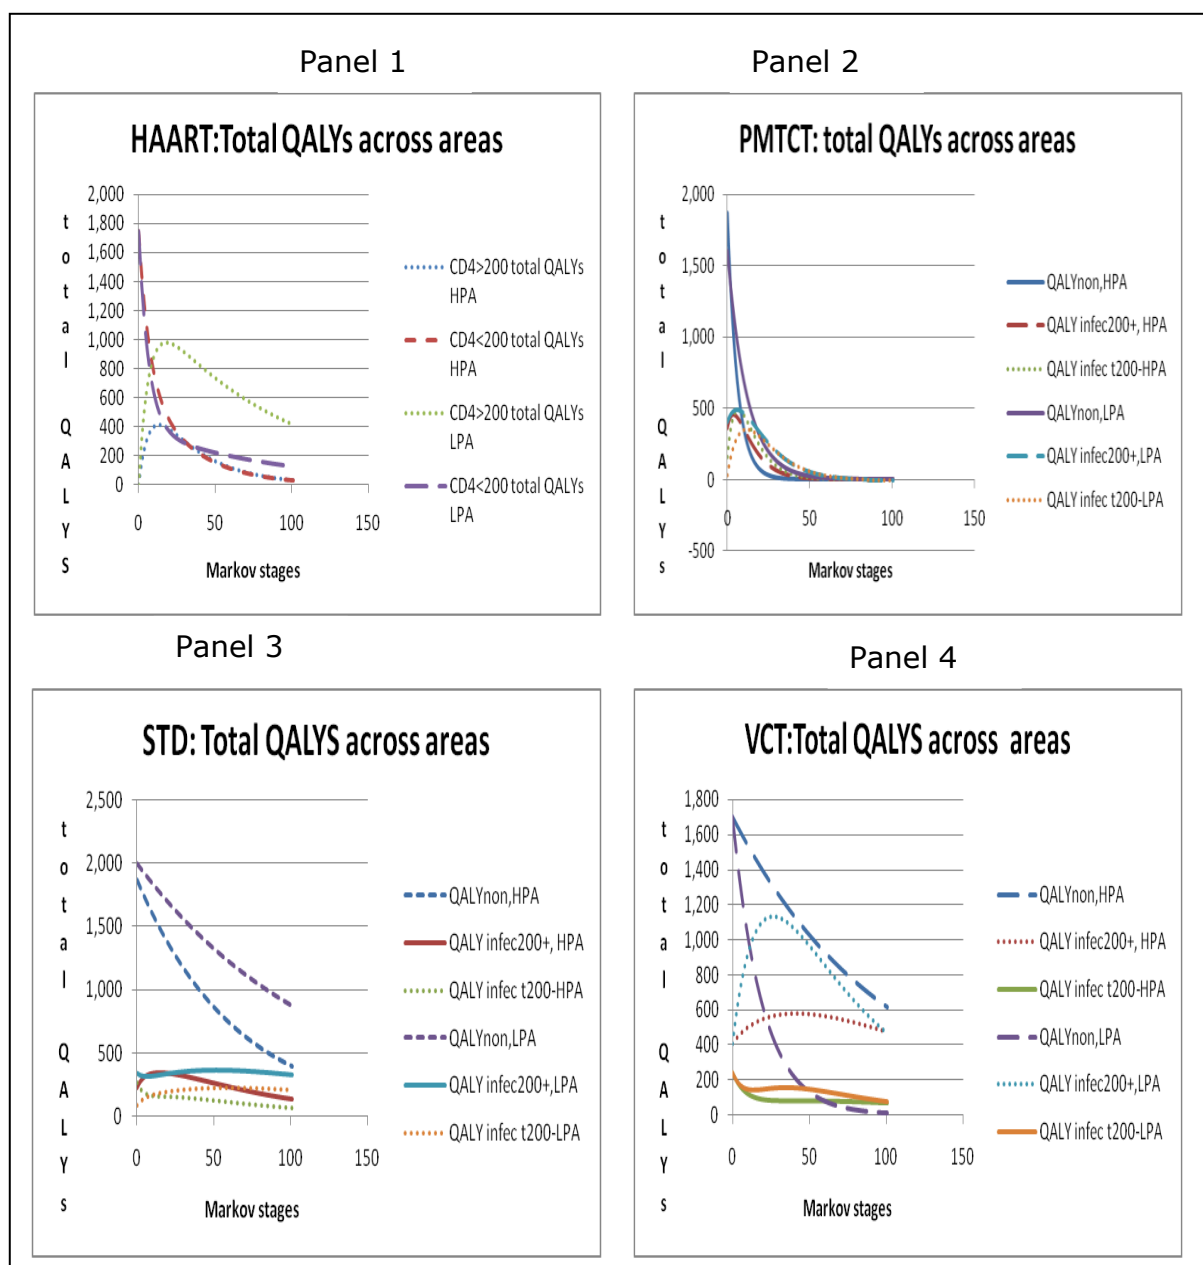 Panel 1
HAART:Total QALYs across areas
total QALYS
2,000
1,800
1,600
1,400
1,200
1,000
800
600
400
200
0
0 50 100 150
Markov stages
CD4>200 total QALYs
HPA
CD4<200 total QALYs
HPA
CD4>200 total QALYs
LPA
CD4<200 total QALYs
LPA
Panel 2
PMTCT: total QALYs across areas
total QALYs
2,000
1,500
1,000
500
0
-500
0 50 100 150
Markov stages
QALYnon,HPA
QALY infec200+, HPA
QALY infec t200-HPA
QALYnon,LPA
QALY infec200+,LPA
QALY infec t200-LPA
Panel 3
STD: Total QALYS across areas
total QALYs
2,500
2,000
1,500
1,000
500
0
0 50 100 150
Markov stages
QALYnon,HPA
QALY infec200+, HPA
QALY infec t200-HPA
QALYnon,LPA
QALY infec200+,LPA
QALY infec t200-LPA
Panel 4
VCT:Total QALYS across areas
total QALYs
1,800
1,600
1,400
1,200
1,000
800
600
400
200
0
0 50 100 150
Markov stages
QALYnon,HPA
QALY infec200+, HPA
QALY infec t200-HPA
QALYnon,LPA
QALY infec200+,LPA
QALY infec t200-LPA